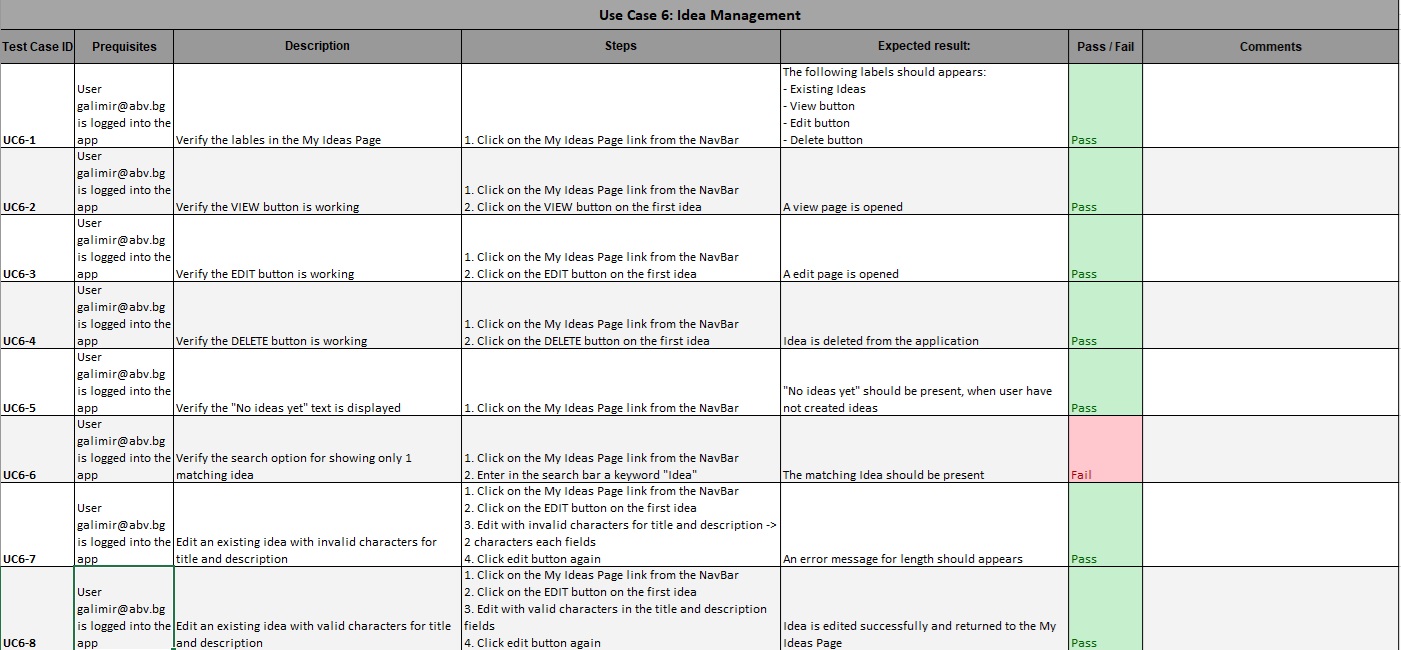 Use Case 6: Idea Management
Test Case ID
Prequisites
Description
Steps
Expected result:
Pass / Fail
Comments
UC6-1
User
galimir@abv.bg
is logged into the
app
Verify the lables in the My Ideas Page
1. Click on the My Ideas Page link from the NavBar
The following labels should appears:
- Existing Ideas
- View button
- Edit button
- Delete button
Pass
UC6-2
User
galimir@abv.bg
is logged into the
app
Verify the VIEW button is working
1. Click on the My Ideas Page link from the NavBar
2. Click on the VIEW button on the first idea
A view page is opened
Pass
UC6-3
User
galimir@abv.bg
is logged into the
app
Verify the EDIT button is working
1. Click on the My Ideas Page link from the NavBar
2. Click on the EDIT button on the first idea
A edit page is opened
Pass
UC6-4
User
galimir@abv.bg
is logged into the
app
Verify the DELETE button is working
1. Click on the My Ideas Page link from the NavBar
2. Click on the DELETE button on the first idea
Idea is deleted from the application
Pass
UC6-5
User
galimir@abv.bg
is logged into the
app
Verify the "No ideas yet" text is displayed
1. Click on the My Ideas Page link from the NavBar
"No ideas yet" should be present, when user have
not created ideas
Pass
UC6-6
User
galimir@abv.bg
is logged into the
app
Verify the search option for showing only 1
matching idea
1. Click on the My Ideas Page link from the NavBar
2. Enter in the search bar a keyword "Idea"
The matching Idea should be present
Fail
UC6-7
User
galimir@abv.bg
is logged into the
app
Edit an existing idea with invalid characters for
title and description
1. Click on the My Ideas Page link from the NavBar
2. Click on the EDIT button on the first idea
3. Edit with invalid characters for title and description ->
2 characters each fields
4. Click edit button again
An error message for length should appears
Pass
UC6-8
User
galimir@abv.bg
is logged into the
app
Edit an existing idea with valid characters for title
and description
1. Click on the My Ideas Page link from the NavBar
2. Click on the EDIT button on the first idea
3. Edit with valid characters in the title and description
fields
4. Click edit button again
Idea is edited successfully and returned to the My
Ideas Page
Pass